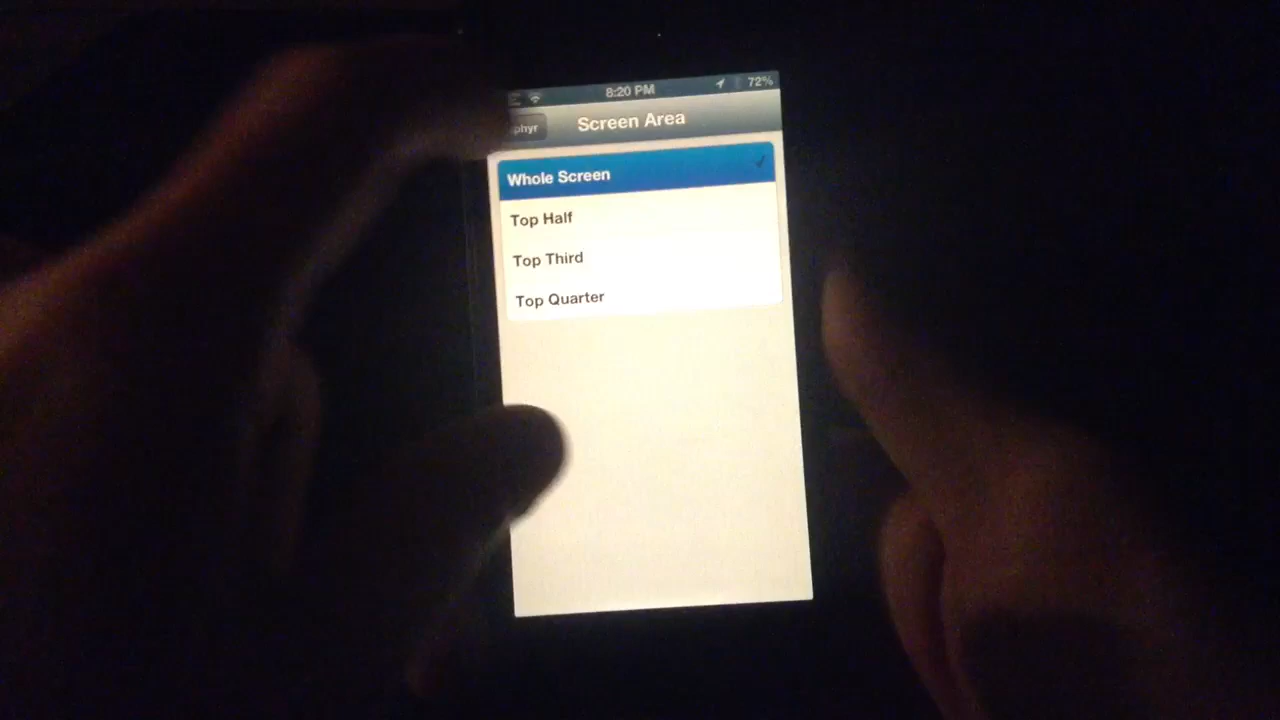 8:20 PM
72%
phyr
Screen Area
Whole Screen
Top Half
Top Third
Top Quarter